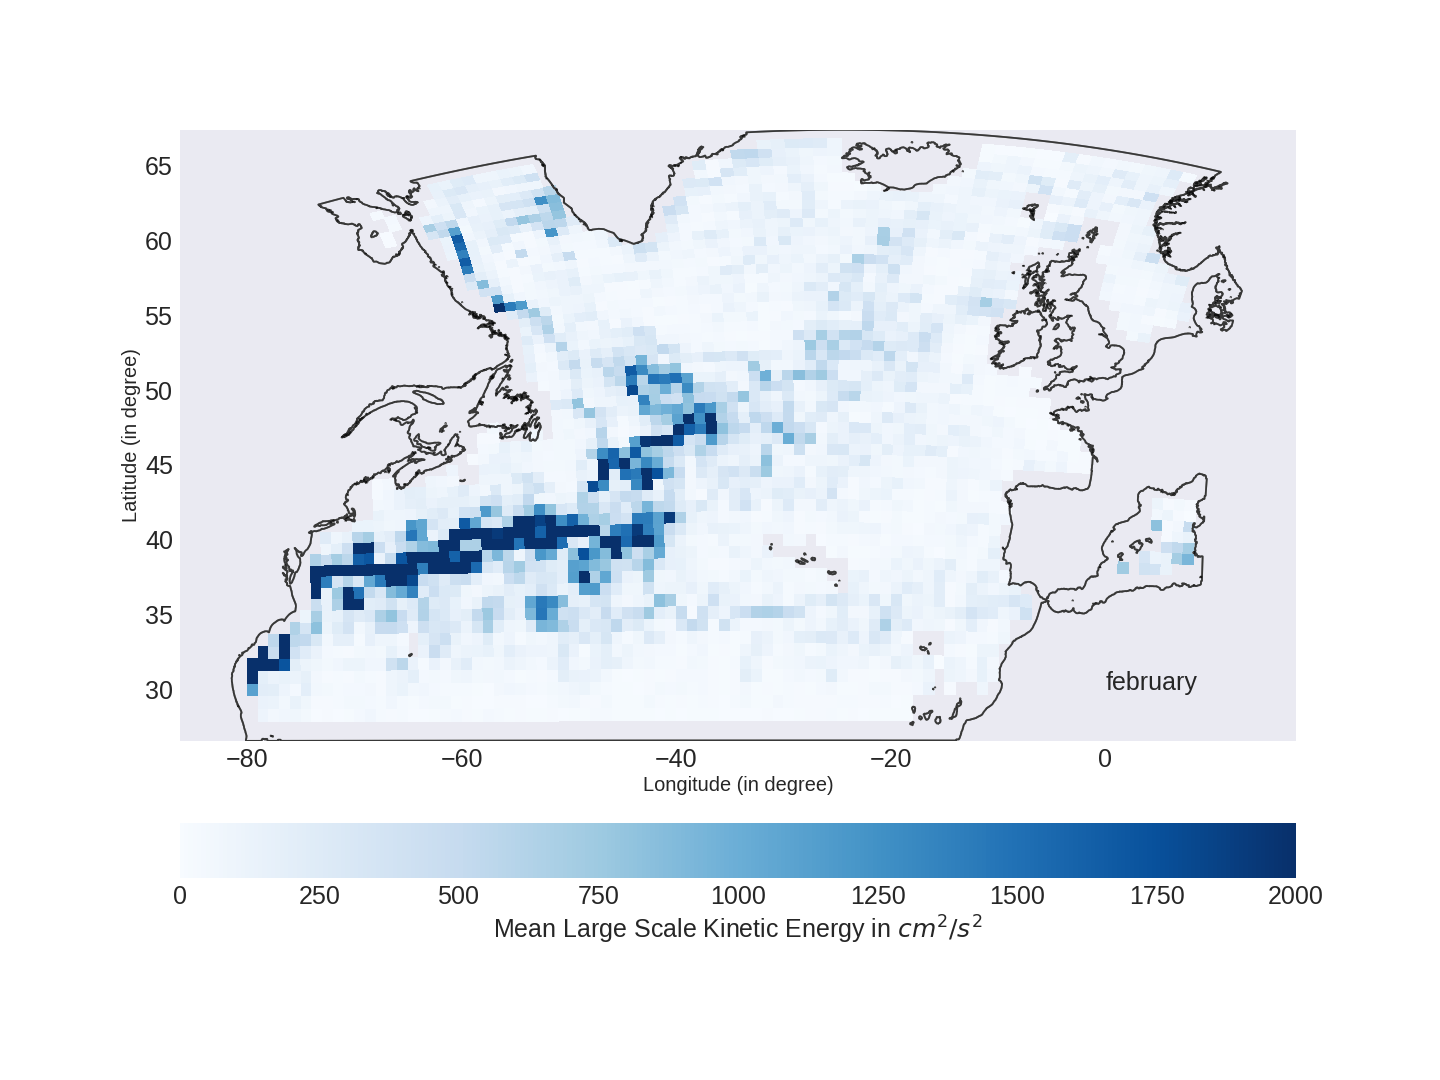 65
60
55
50
45
40
35
30
Latitude (in degree)
february
−80 −60 −40 −20 0
Longitude (in degree)
0 250 500 750 1000 1250 1500 1750 2000
Mean Large Scale Kinetic Energy in cm²/s²